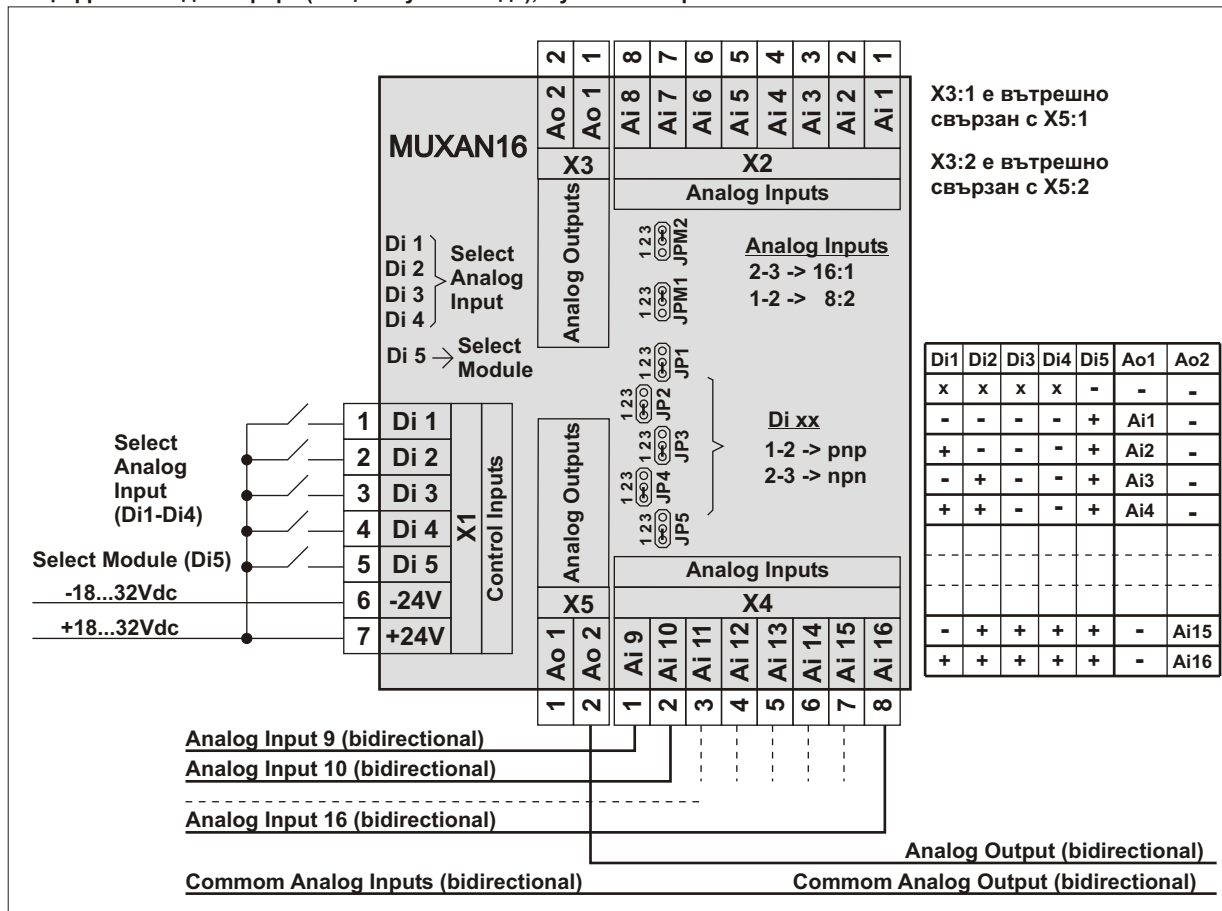 2 1 8 7 6 5 4 3 2 1
Ao 2 Ao 1 Ai 8 Ai 7 Ai 6 Ai 5 Ai 4 Ai 3 Ai 2 Ai 1
X3:1 е вътрешно
свързан с X5:1
X3:2 е вътрешно
свързан с X5:2
MUXAN16
X3 X2
Analog Outputs
Analog Inputs
Di 1
Di 2
Di 3
Di 4
Select
Analog
Input
Di 5
Select
Module
1 2 3 JPM2
1 2 3 JPM1
Analog Inputs
2-3 -> 16:1
1-2 -> 8:2
1 2 3 JP1
1 2 3 JP2
1 2 3 JP3
1 2 3 JP4
1 2 3 JP5
Di xx
1-2 -> pnp
2-3 -> npn
Di1 Di2 Di3 Di4 Di5 Ao1 Ao2
x x x x - - -
- - - - + Ai1 -
+ - - - + Ai2 -
- + - - + Ai3 -
+ + - - + Ai4 -
- + + + + - Ai15
+ + + + + - Ai16
Select
Analog
Input
(Di1-Di4)
Select Module (Di5)
-18...32Vdc
+18...32Vdc
1 Di 1
2 Di 2
3 Di 3
4 Di 4
5 Di 5
6 -24V
7 +24V
X1
Control Inputs
Analog Outputs
Analog Inputs
X5 X4
Ao 1 Ao 2 Ai 9 Ai 10 Ai 11 Ai 12 Ai 13 Ai 14 Ai 15 Ai 16
1 2 1 2 3 4 5 6 7 8
Analog Input 9 (bidirectional)
Analog Input 10 (bidirectional)
Analog Input 16 (bidirectional)
Analog Output (bidirectional)
Commom Analog Inputs (bidirectional)
Commom Analog Output (bidirectional)